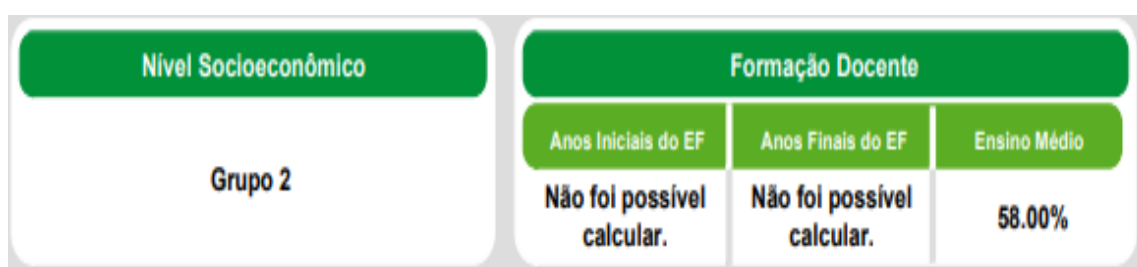 Nível Socioeconômico
Grupo 2
Formação Docente
Anos Iniciais do EF
Anos Finais do EF
Ensino Médio
Não foi possível
calcular.
Não foi possível
calcular.
58.00%